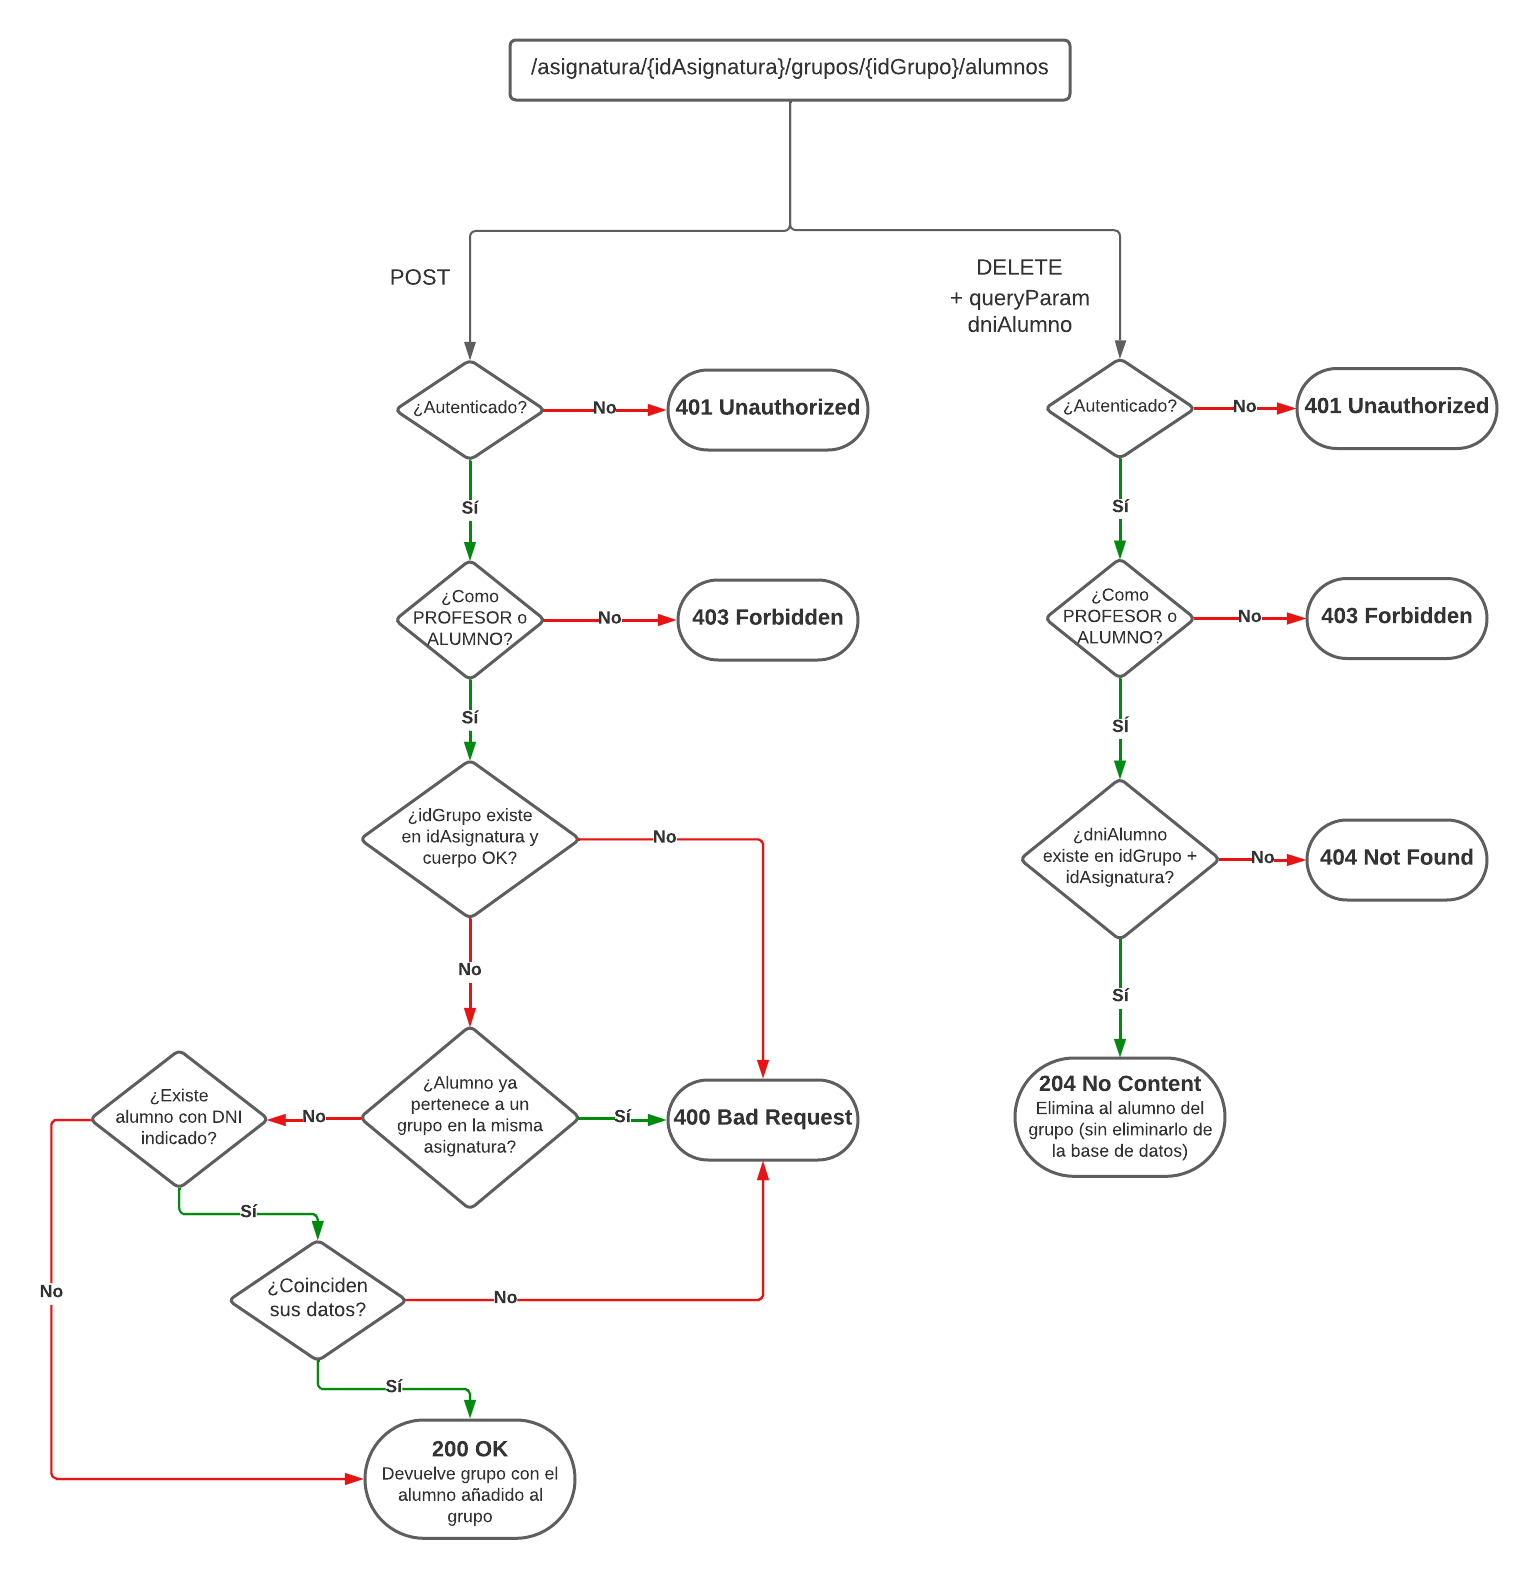 /asignatura/{idAsignatura}/grupos/{idGrupo}/alumnos
POST
DELETE
+ queryParam
dniAlumno
¿Autenticado?
No
401 Unauthorized
Sí
¿Como
PROFESOR o
ALUMNO?
No
403 Forbidden
Sí
¿idGrupo existe
en idAsignatura y
cuerpo OK?
No
No
¿Alumno ya
pertenece a un
grupo en la misma
asignatura?
Sí
400 Bad Request
No
¿Existe
alumno con DNI
indicado?
Sí
No
¿Coinciden
sus datos?
No
Sí
200 OK
Devuelve grupo con el
alumno añadido al
grupo
¿Autenticado?
No
401 Unauthorized
Sí
¿Como
PROFESOR o
ALUMNO?
No
403 Forbidden
SÍ
¿dniAlumno
existe en idGrupo +
idAsignatura?
No
404 Not Found
Sí
204 No Content
Elimina al alumno del
grupo (sin eliminarlo de
la base de datos)